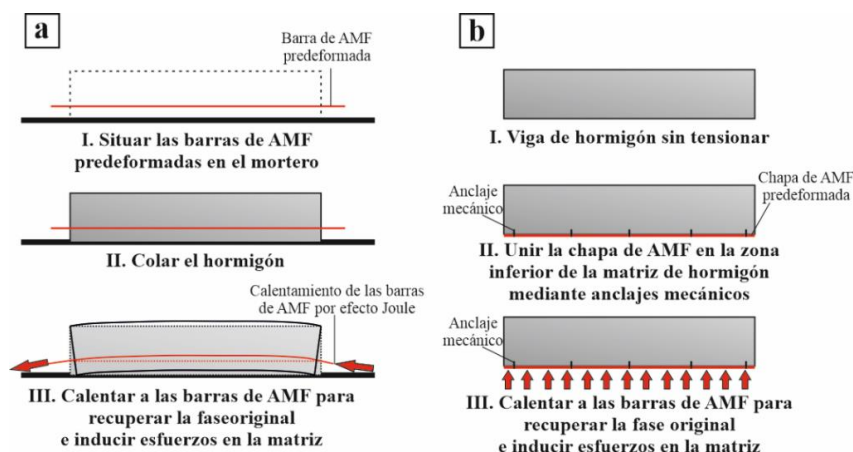 a
Barra de AMF
predeformada
I. Situar las barras de AMF
predeformadas en el mortero
II. Colar el hormigón
Calentamiento de las barras
de AMF por efecto Joule
III. Calentar a las barras de AMF para
recuperar la faseoriginal
e inducir esfuerzos en la matriz
b
I. Viga de hormigón sin tensionar
Anclaje
mecánico
Chapa de AMF
predeformada
II. Unir la chapa de AMF en la zona
inferior de la matriz de hormigón
mediante anclajes mecánicos
Anclaje
mecánico
III. Calentar a las barras de AMF para
recuperar la fase original
e inducir esfuerzos en la matriz